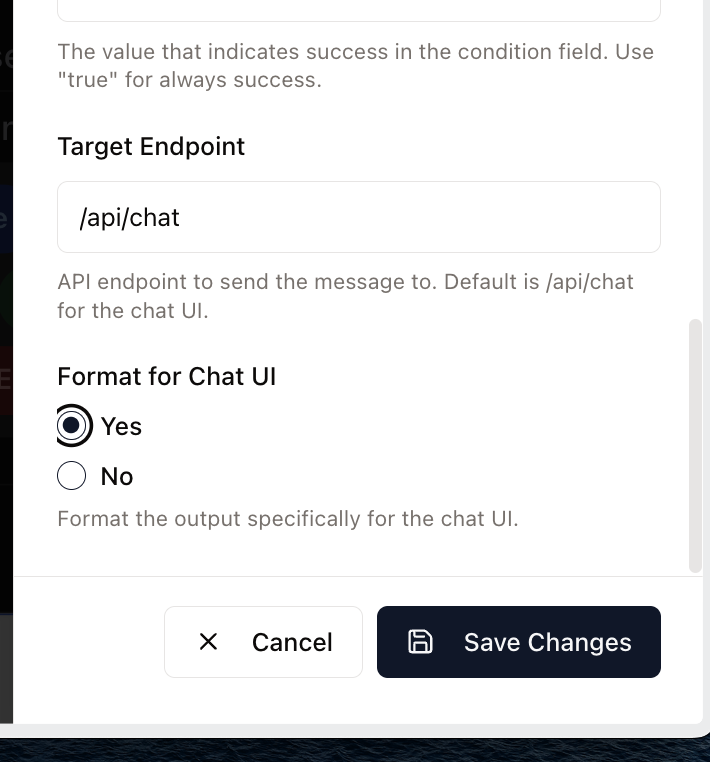 The value that indicates success in the condition field. Use
"true" for always success.
Target Endpoint
/api/chat
API endpoint to send the message to. Default is /api/chat
for the chat UI.
Format for Chat UI
Yes
No
Format the output specifically for the chat UI.
Cancel
Save Changes